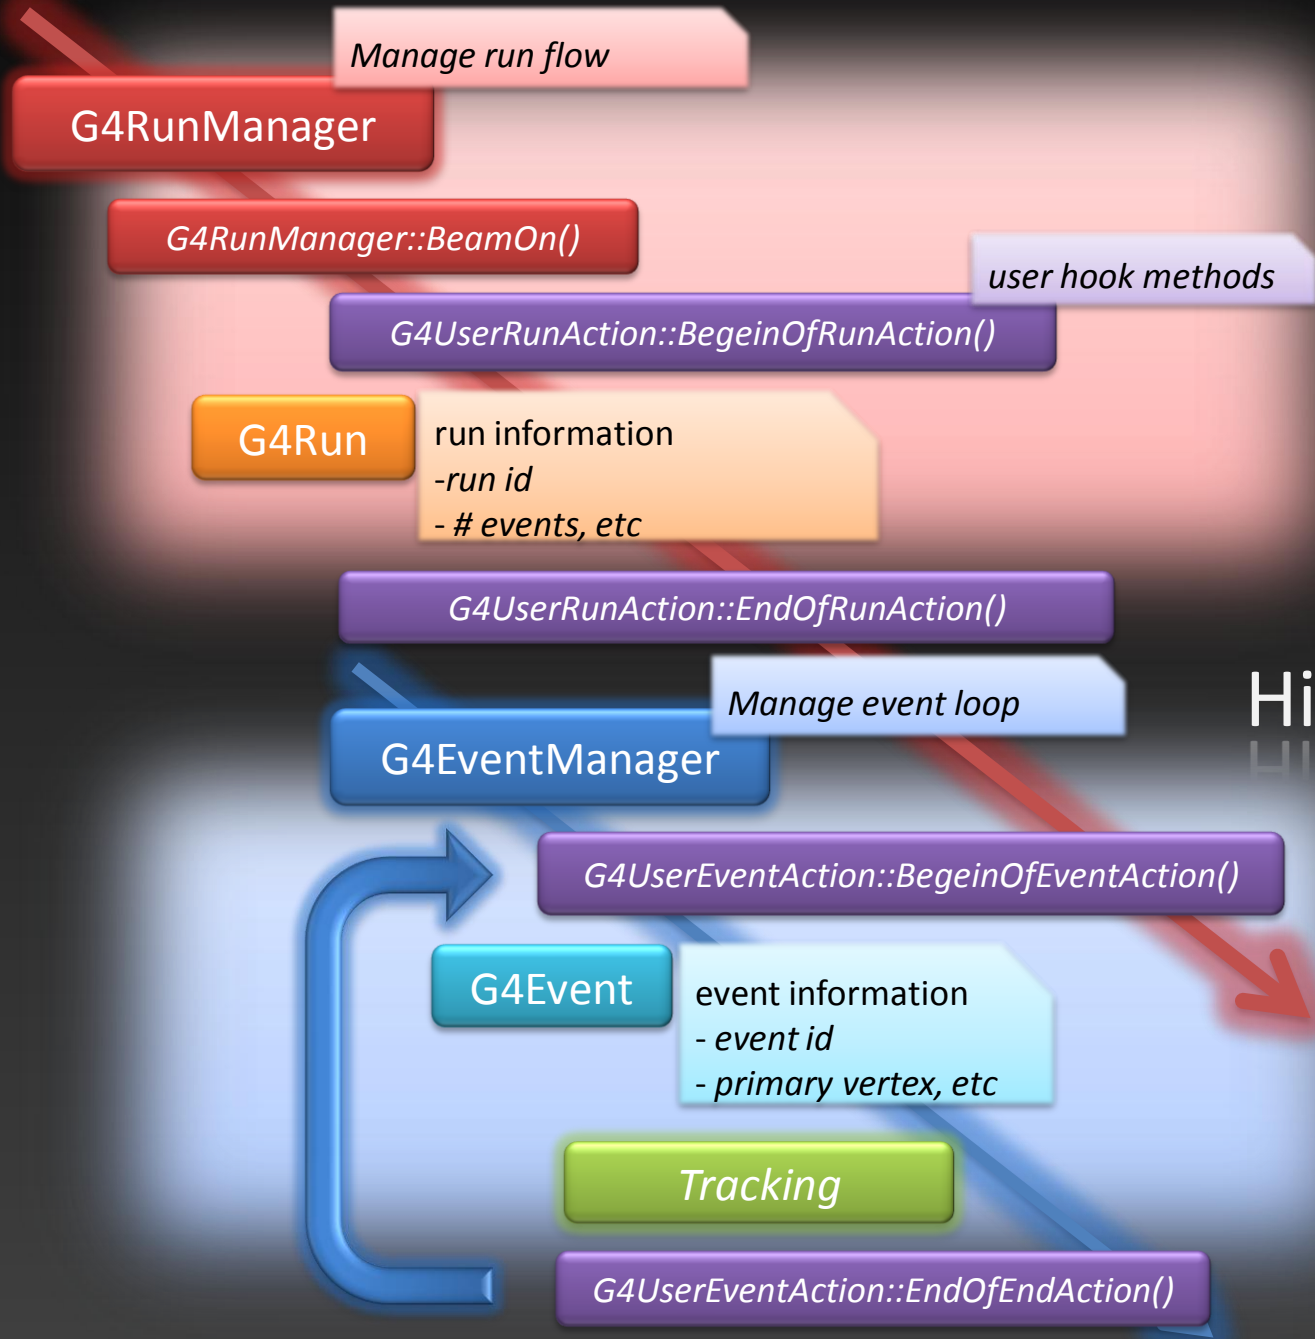 Manage run flow
G4RunManager
G4RunManager::BeamOn()
user hook methods
G4UserRunAction::BegeinOfRunAction()
G4Run
run information
-run id
- # events, etc
G4UserRunAction::EndOfRunAction()
Manage event loop
Hi
G4EventManager
G4UserEventAction::BegeinOfEventAction()
G4Event
event information
- event id
- primary vertex, etc
Tracking
G4UserEventAction::EndOfEndAction()